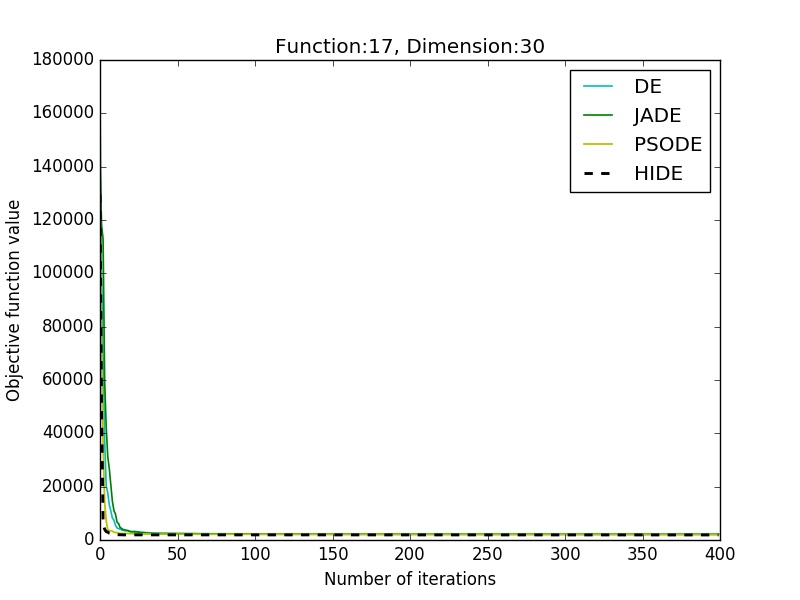 Function:17, Dimension:30
180000
160000
140000
120000
100000
80000
60000
40000
20000
0
Objective function value
DE
JADE
PSODE
HIDE
0 50 100 150 200 250 300 350 400
Number of iterations